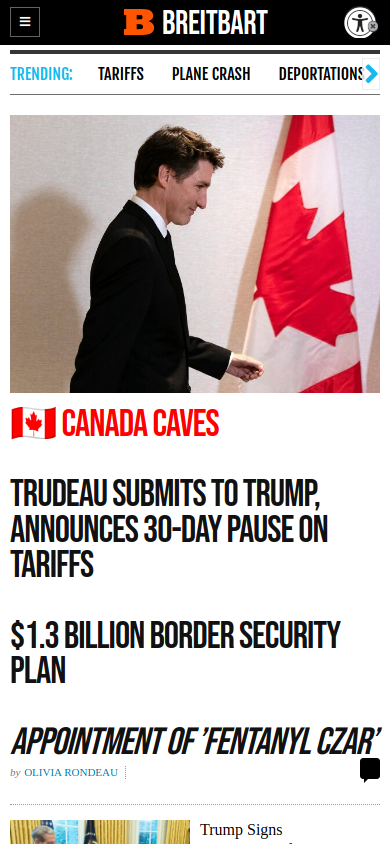 BREITBART
TRENDING: TARIFFS PLANE CRASH DEPORTATIONS
CANADA CAVES
TRUDEAU SUBMITS TO TRUMP,
ANNOUNCES 30-DAY PAUSE ON
TARIFFS
$1.3 BILLION BORDER SECURITY
PLAN
APPOINTMENT OF 'FENTANYL CZAR'
by OLIVIA RONDEAU
Trump Signs